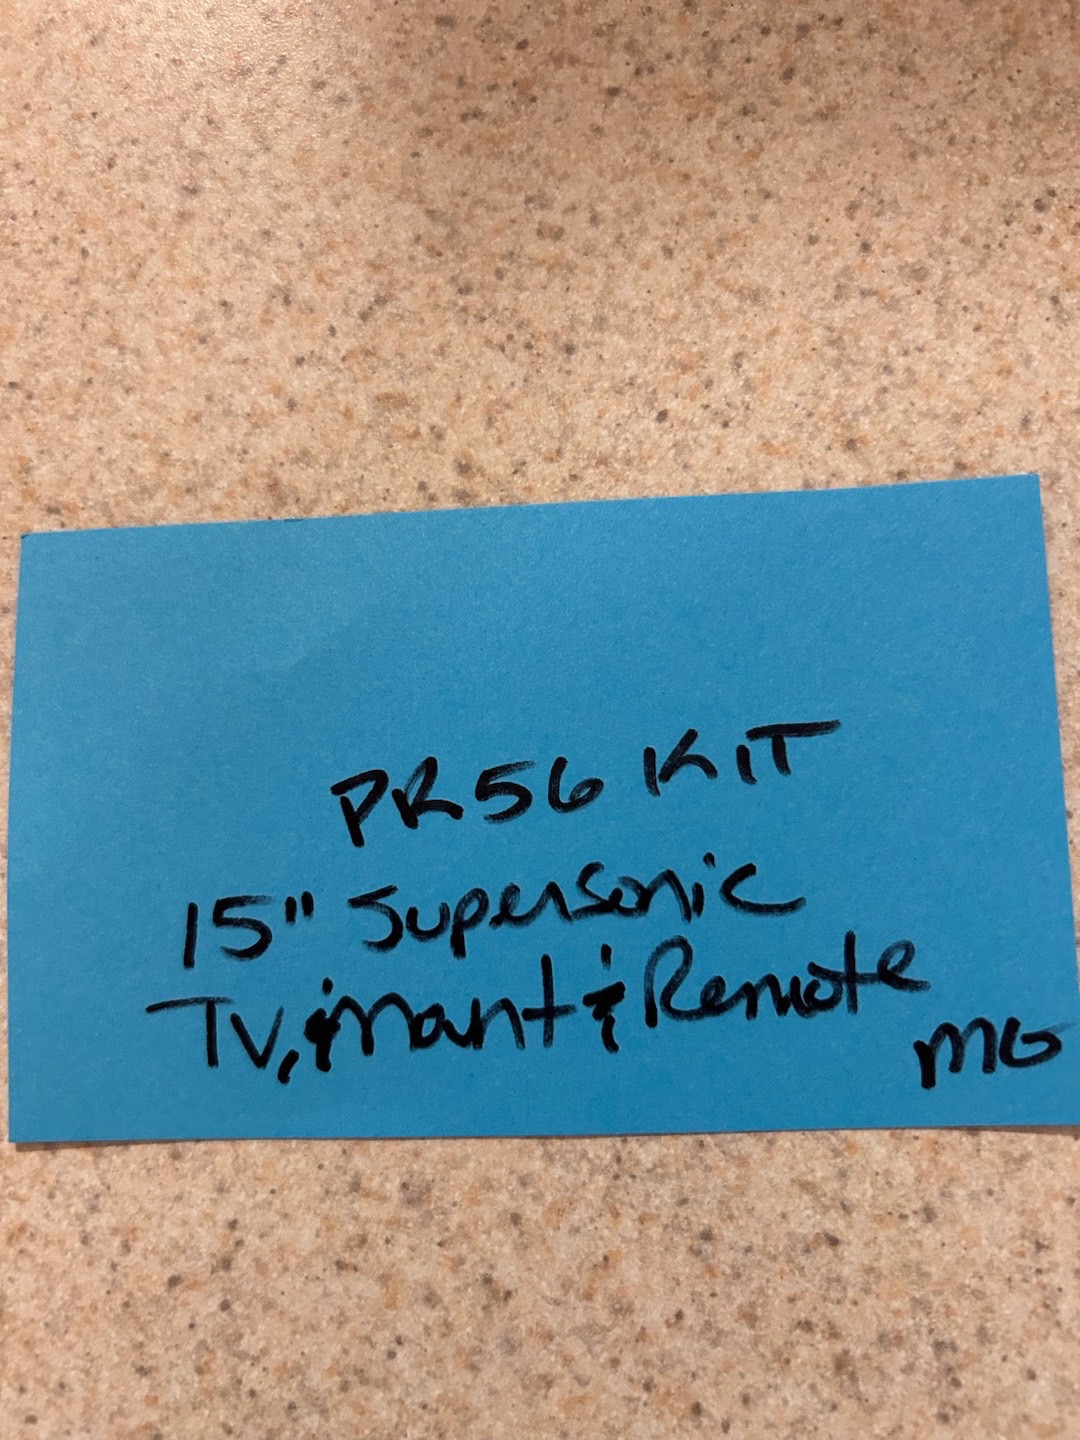 PR56 KIT
15" Supersonic
TV, & Mount & Remote
MG